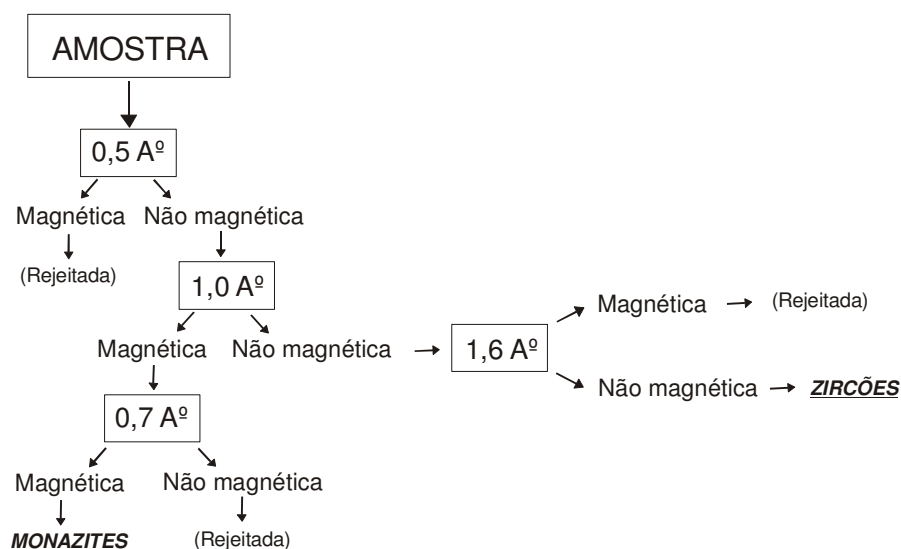 AMOSTRA
0,5 Aº
Magnética Não magnética
(Rejeitada)
1,0 Aº
Magnética Não magnética
1,6 Aº
Magnética (Rejeitada)
Não magnética ZIRCÕES
0,7 Aº
Magnética Não magnética
MONAZITES (Rejeitada)